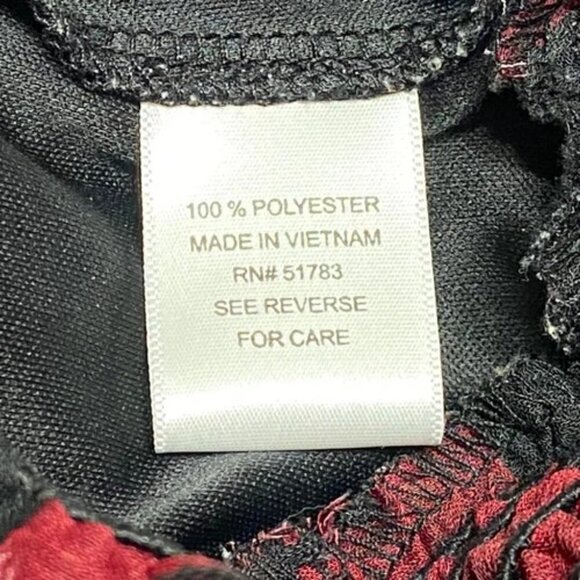 100 % POLYESTER
MADE IN VIETNAM
RN# 51783
SEE REVERSE
FOR CARE